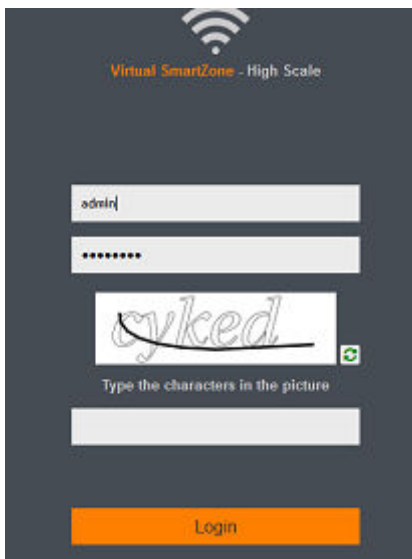 Virtual SmartZone - High Scale
admin
••••••••
cyked
Type the characters in the picture
Login